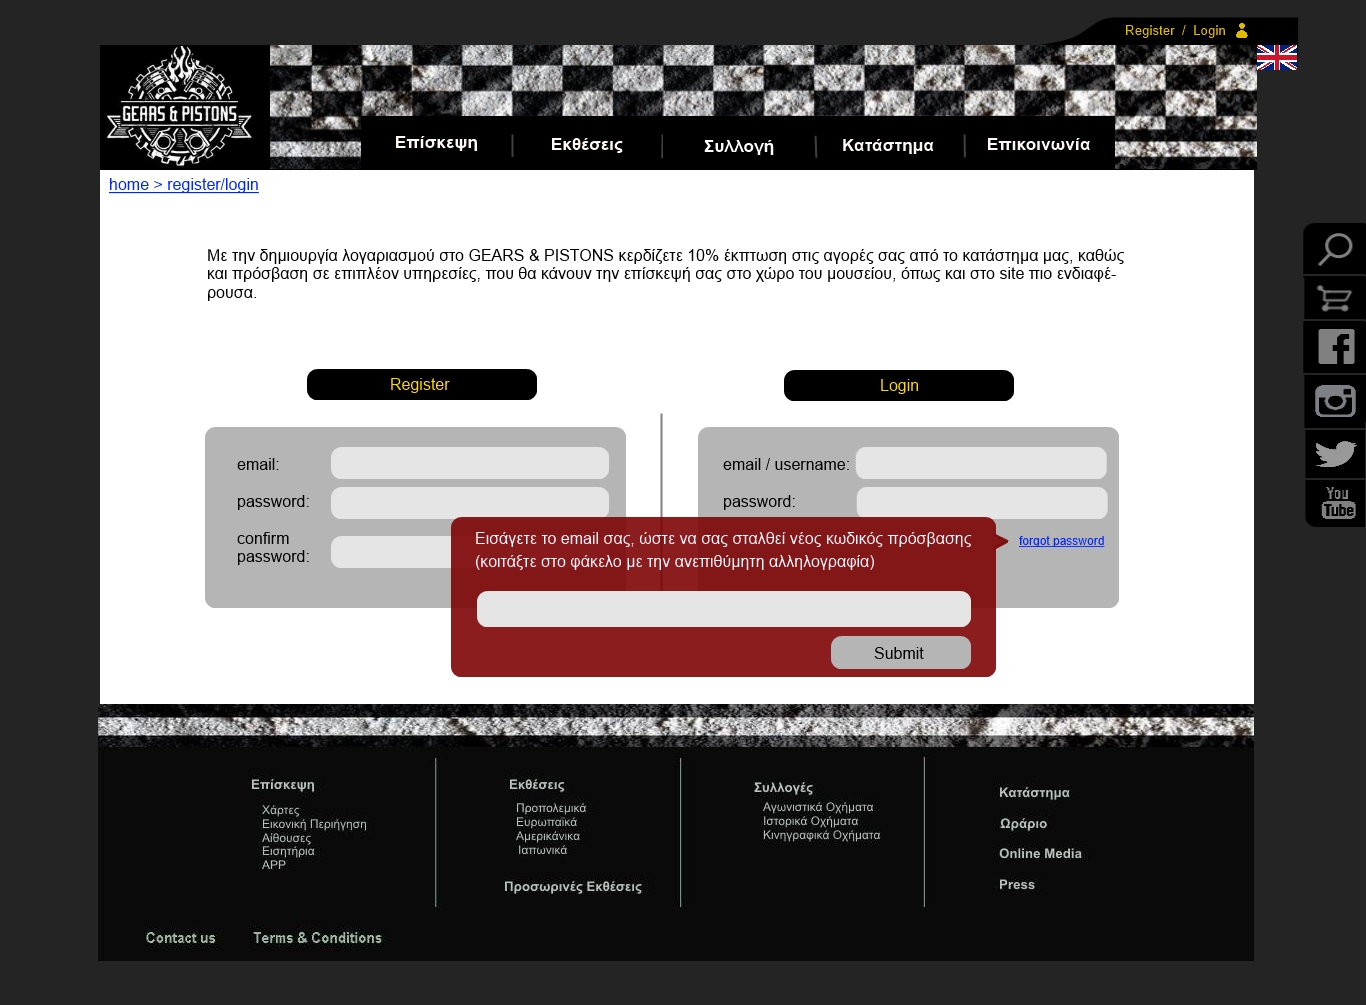 Register / Login
GEARS & PISTONS
Επίσκεψη
Εκθέσεις
Συλλογή
Κατάστημα
Επικοινωνία
home > register/login
Με την δημιουργία λογαριασμού στο GEARS & PISTONS κερδίζετε 10% έκπτωση στις αγορές σας από το κατάστημα μας, καθώς
και πρόσβαση σε επιπλέον υπηρεσίες, που θα κάνουν την επίσκεψή σας στο χώρο του μουσείου, όπως και στο site πιο ενδιαφέ-
ρουσα.
Register
email:
password:
confirm
password:
Login
email / username:
password:
forgot password
Εισάγετε το email σας, ώστε να σας σταλθεί νέος κωδικός πρόσβασης
(κοιτάξτε στο φάκελο με την ανεπιθύμητη αλληλογραφία)
Submit
You
Tube
Επίσκεψη
Χάρτες
Εικονική Περιήγηση
Αίθουσες
Εισητήρια
APP
Εκθέσεις
Προπολεμικά
Ευρωπαϊκά
Αμερικάνικα
Ιαπωνικά
Προσωρινές Εκθέσεις
Συλλογές
Αγωνιστικά Οχήματα
Ιστορικά Οχήματα
Κινηγραφικά Οχήματα
Κατάστημα
Ωράριο
Online Media
Press
Contact us
Terms & Conditions